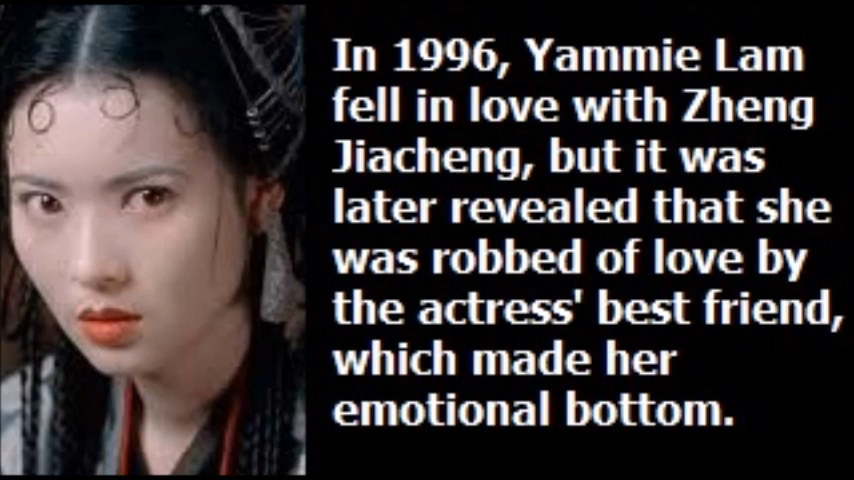 In 1996, Yammie Lam
fell in love with Zheng
Jiacheng, but it was
later revealed that she
was robbed of love by
the actress' best friend,
which made her
emotional bottom.